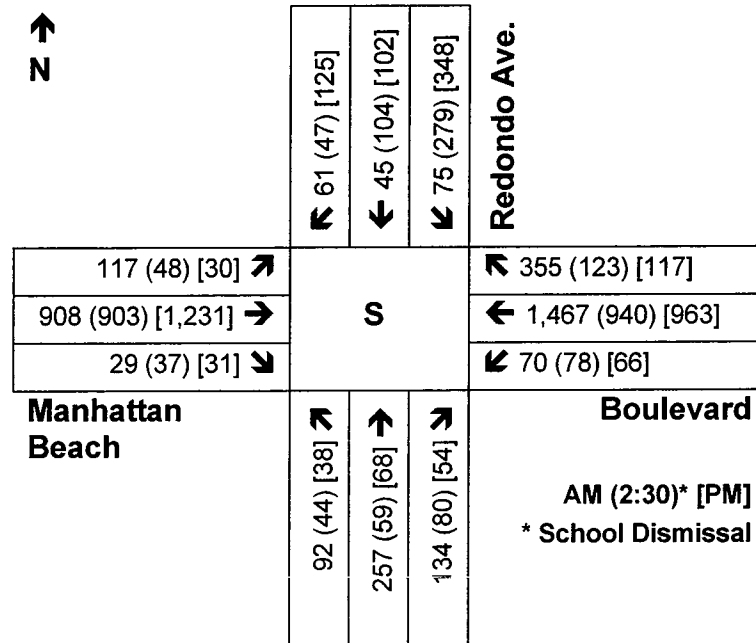 N
61 (47) [125]
45 (104) [102]
75 (279) [348]
Redondo Ave.
117 (48) [30]
908 (903) [1,231]
29 (37) [31]
S
355 (123) [117]
1,467 (940) [963]
70 (78) [66]
Manhattan
Beach
Boulevard
92 (44) [38]
257 (59) [68]
134 (80) [54]
AM (2:30)* [PM]
* School Dismissal